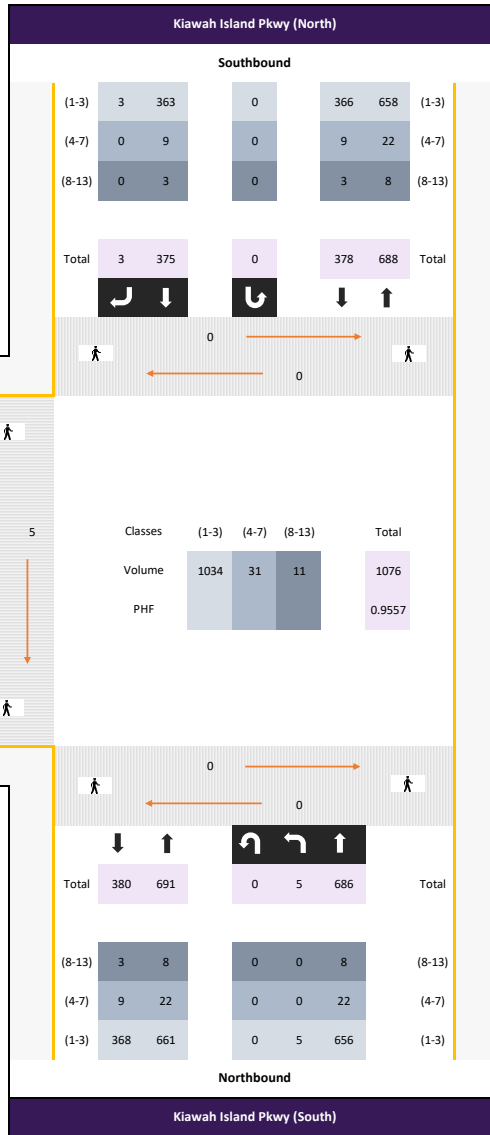 Kiawah Island Pkwy (North)
Southbound
(1-3) 3 363 0 366 658 (1-3)
(4-7) 0 9 0 9 22 (4-7)
(8-13) 0 3 0 3 8 (8-13)
Total 3 375 0 378 688 Total
0
0
5
Classes (1-3) (4-7) (8-13) Total
Volume 1034 31 11 1076
PHF 0.9557
0
0
Total 380 691 0 5 686 Total
(8-13) 3 8 0 0 8 (8-13)
(4-7) 9 22 0 0 22 (4-7)
(1-3) 368 661 0 5 656 (1-3)
Northbound
Kiawah Island Pkwy (South)